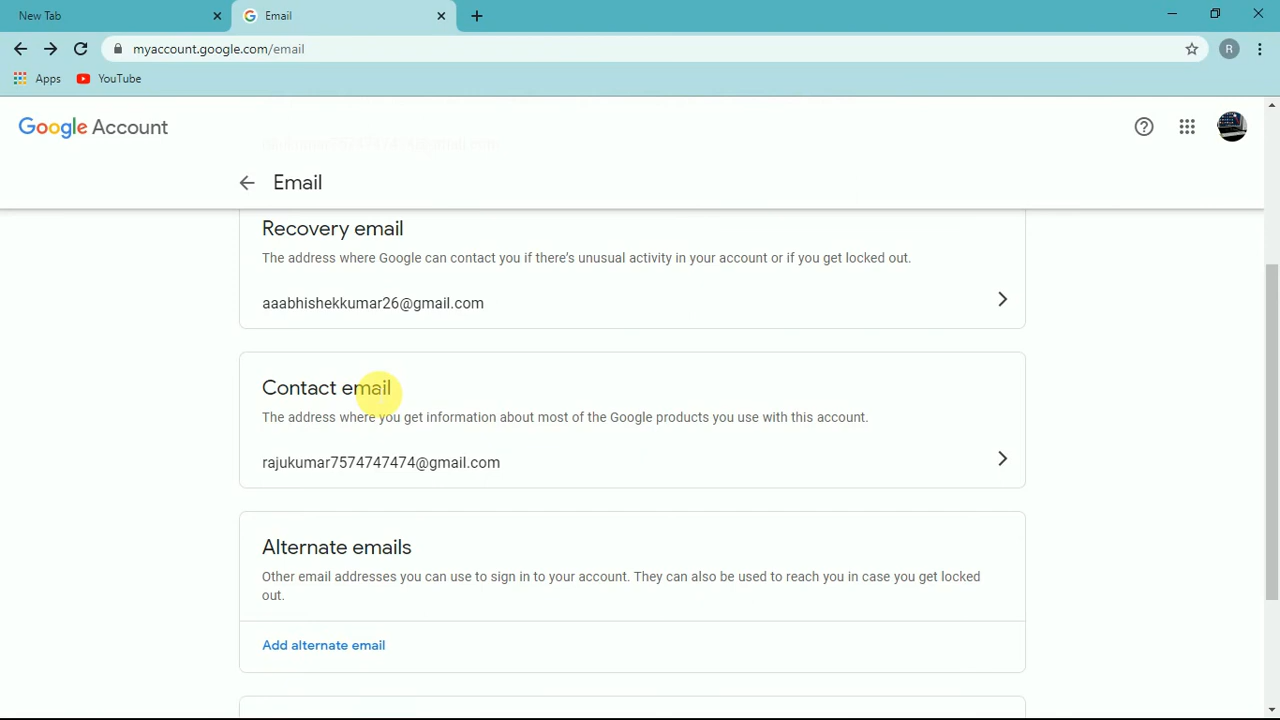 New Tab
Email
myaccount.google.com/email
R
Apps
YouTube
Google Account
Email
Recovery email
The address where Google can contact you if there's unusual activity in your account or if you get locked out.
aaabhishekkumar26@gmail.com
Contact email
The address where you get information about most of the Google products you use with this account.
rajukumar7574747474@gmail.com
Alternate emails
Other email addresses you can use to sign in to your account. They can also be used to reach you in case you get locked
out.
Add alternate email